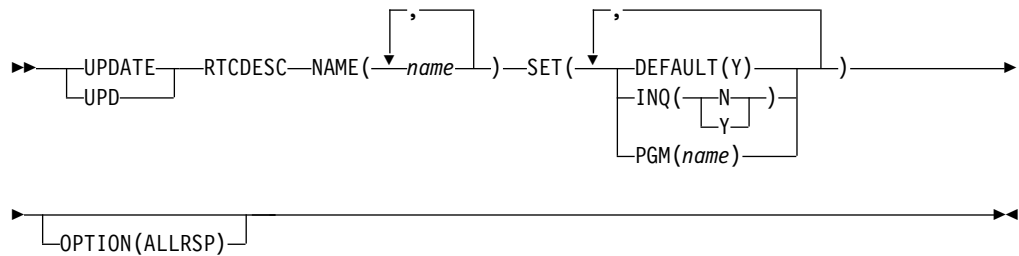 , ,
UPDATE RTCDESC NAME( name ) SET( DEFAULT(Y) )
UPD INQ( N )
Y
PGM(name)
OPTION(ALLRSP)